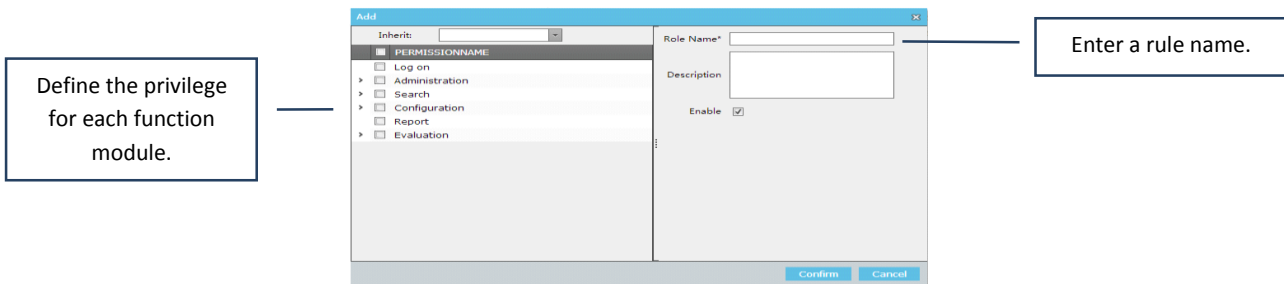 Add
Inherit:
PERMISSIONNAME
Log on
Administration
Search
Configuration
Report
Evaluation
Role Name*
Description
Enable
Confirm
Cancel
Define the privilege
for each function
module.
Enter a rule name.